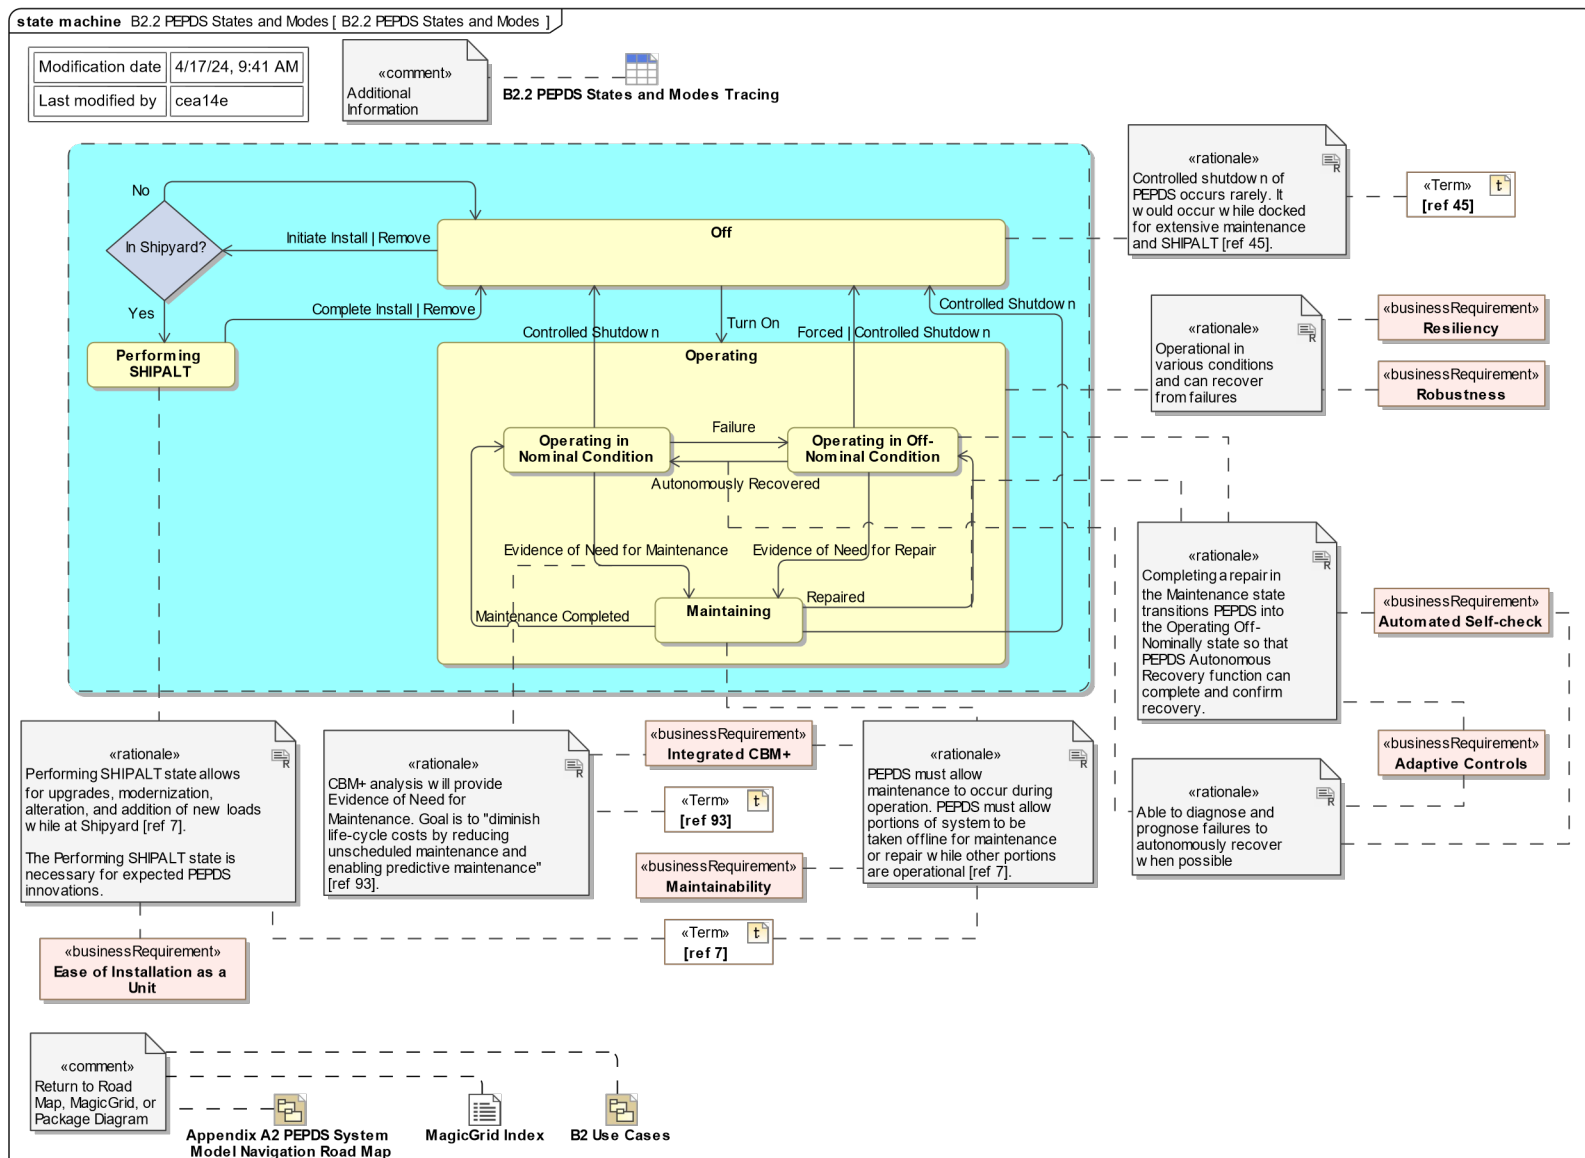 state machine B2.2 PEPDS States and Modes [ B2.2 PEPDS States and Modes ]
Modification date 4/17/24, 9:41 AM
Last modified by cea14e
«comment»
Additional
Information
B2.2 PEPDS States and Modes Tracing
No
In Shipyard?
Yes
Initiate Install | Remove
Complete Install | Remove
Off
Controlled Shutdown
Turn On
Forced | Controlled Shutdown
Controlled Shutdown
Performing
SHIPALT
Operating
Operating in
Nominal Condition
Failure
Autonomously Recovered
Operating in Off-
Nominal Condition
Evidence of Need for Maintenance
Evidence of Need for Repair
Maintenance Completed
Maintaining
Repaired
«rationale»
R
Controlled shutdown of
PEPDS occurs rarely. It
would occur while docked
for extensive maintenance
and SHIPALT [ref 45].
«Term»
t
[ref 45]
«rationale»
R
Operational in
various conditions
and can recover
from failures
«businessRequirement»
Resiliency
«businessRequirement»
Robustness
«rationale»
R
Completing a repair in
the Maintenance state
transitions PEPDS into
the Operating Off-
Nominally state so that
PEPDS Autonomous
Recovery function can
complete and confirm
recovery.
«businessRequirement»
Automated Self-check
«businessRequirement»
Adaptive Controls
«rationale»
R
Able to diagnose and
prognose failures to
autonomously recover
when possible
«rationale»
R
Performing SHIPALT state allows
for upgrades, modernization,
alteration, and addition of new loads
while at Shipyard [ref 7].
The Performing SHIPALT state is
necessary for expected PEPDS
innovations.
«businessRequirement»
Ease of Installation as a
Unit
«rationale»
R
CBM+ analysis will provide
Evidence of Need for
Maintenance. Goal is to "diminish
life-cycle costs by reducing
unscheduled maintenance and
enabling predictive maintenance"
[ref 93].
«businessRequirement»
Integrated CBM+
«Term»
t
[ref 93]
«businessRequirement»
Maintainability
«Term»
t
[ref 7]
«rationale»
R
PEPDS must allow
maintenance to occur during
operation. PEPDS must allow
portions of system to be
taken offline for maintenance
or repair while other portions
are operational [ref 7].
«comment»
Return to Road
Map, MagicGrid, or
Package Diagram
Appendix A2 PEPDS System
Model Navigation Road Map
MagicGrid Index
B2 Use Cases